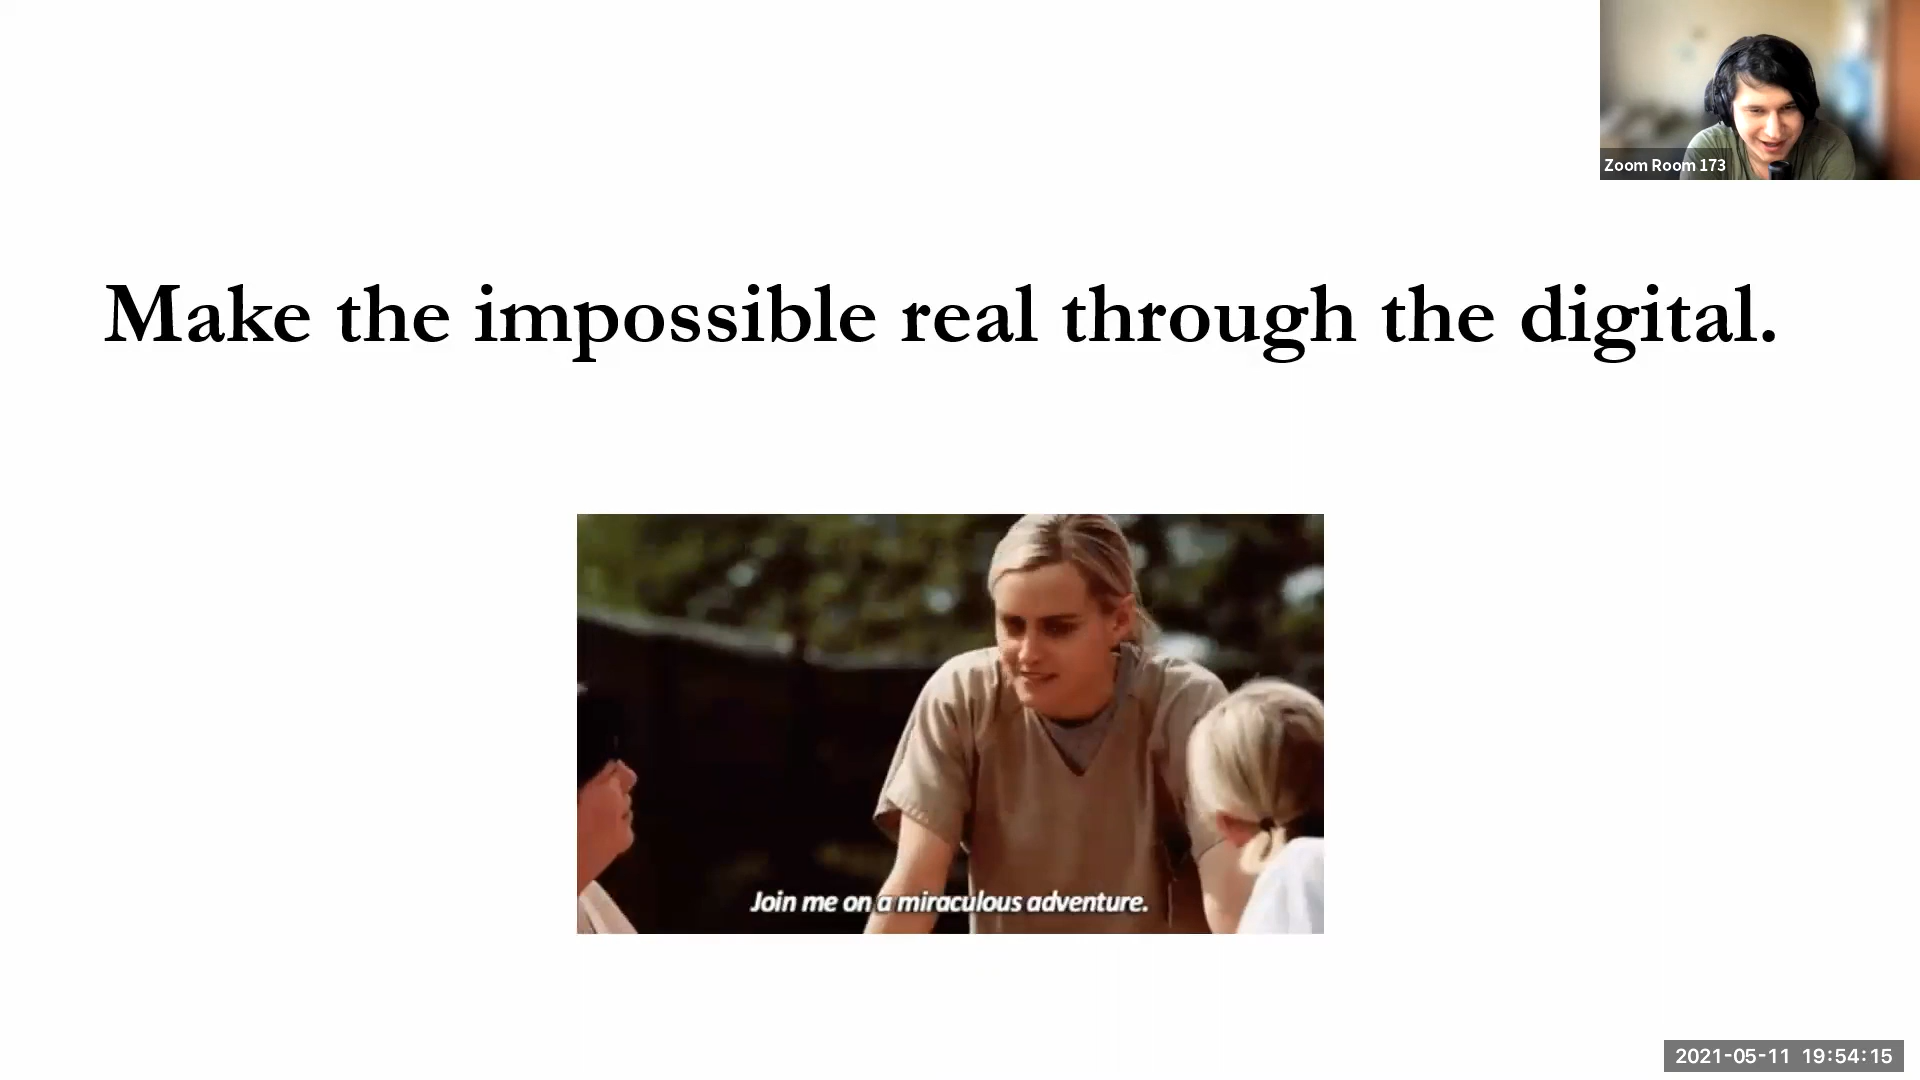 Zoom Room 173
Make the impossible real through the digital.
Join me on a miraculous adventure.
2021-05-11 19:54:15